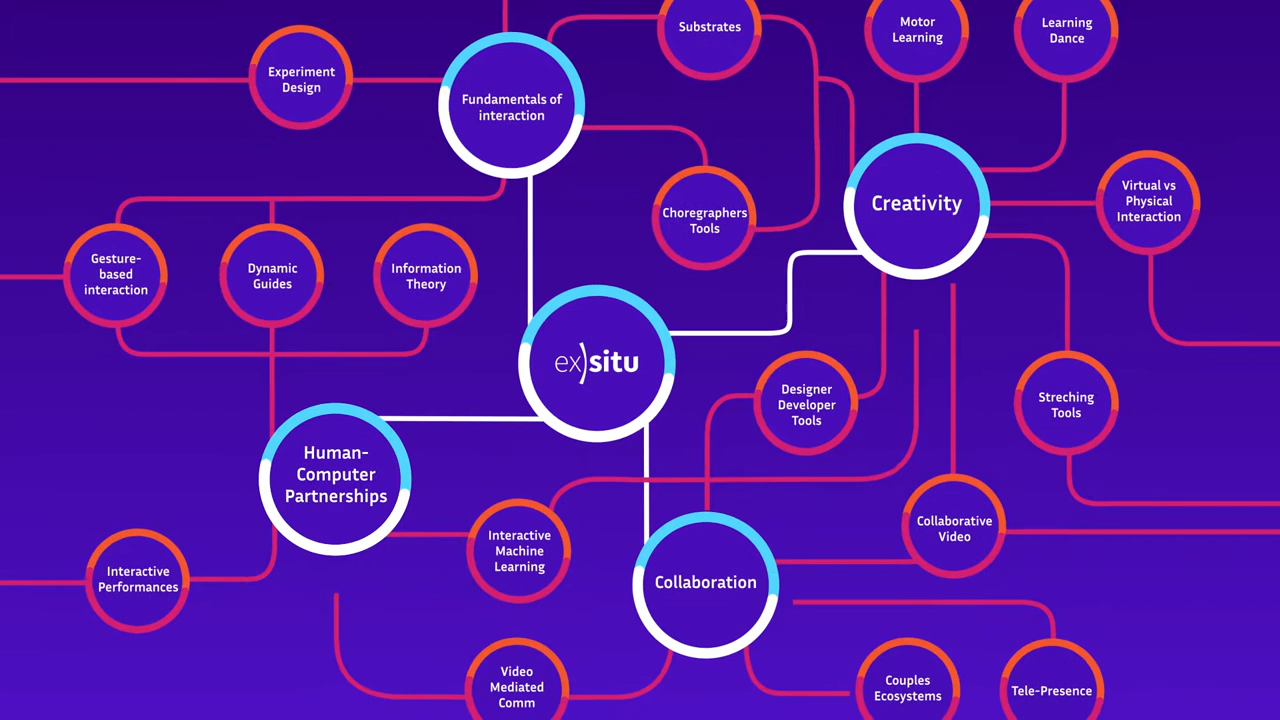 Substrates
Motor
Learning
Learning
Dance
Experiment
Design
Fundamentals of
interaction
Choregraphers
Tools
Creativity
Virtual vs
Physical
Interaction
Gesture-
based
interaction
Dynamic
Guides
Information
Theory
ex)situ
Designer
Developer
Tools
Streching
Tools
Human-
Computer
Partnerships
Interactive
Machine
Learning
Collaborative
Video
Interactive
Performances
Collaboration
Video
Mediated
Comm
Couples
Ecosystems
Tele-Presence